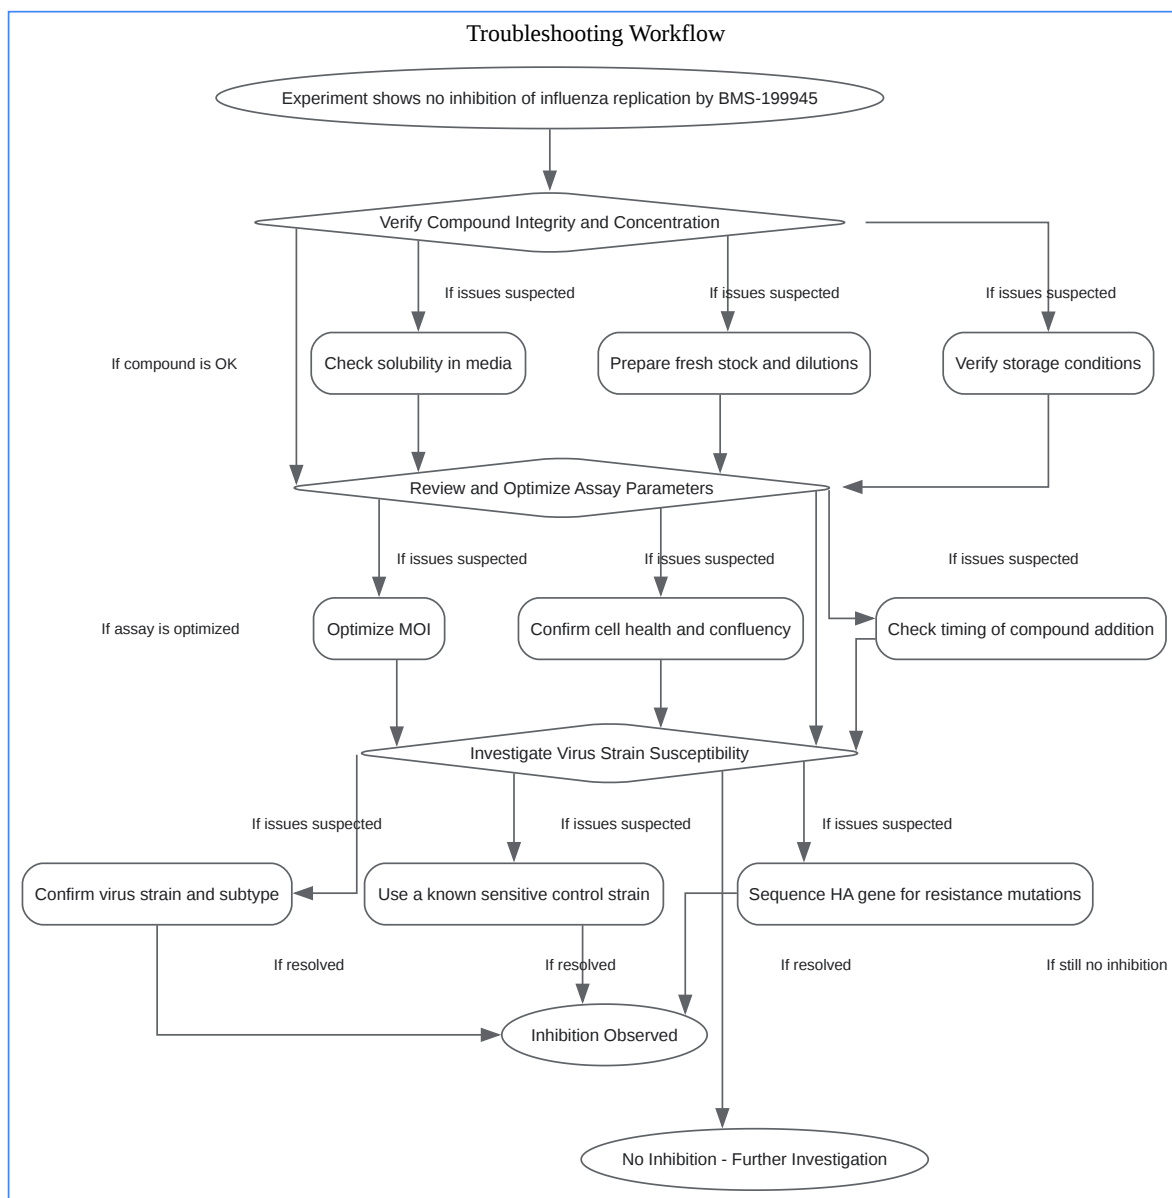 Troubleshooting Workflow
Experiment shows no inhibition of influenza replication by BMS-199945
Verify Compound Integrity and Concentration
If issues suspected
If issues suspected
If issues suspected
If compound is OK
Check solubility in media
Prepare fresh stock and dilutions
Verify storage conditions
Review and Optimize Assay Parameters
If issues suspected
If issues suspected
If issues suspected
If assay is optimized
Optimize MOI
Confirm cell health and confluency
Check timing of compound addition
Investigate Virus Strain Susceptibility
If issues suspected
If issues suspected
If issues suspected
Confirm virus strain and subtype
Use a known sensitive control strain
Sequence HA gene for resistance mutations
If resolved
If resolved
If resolved
If still no inhibition
Inhibition Observed
No Inhibition - Further Investigation